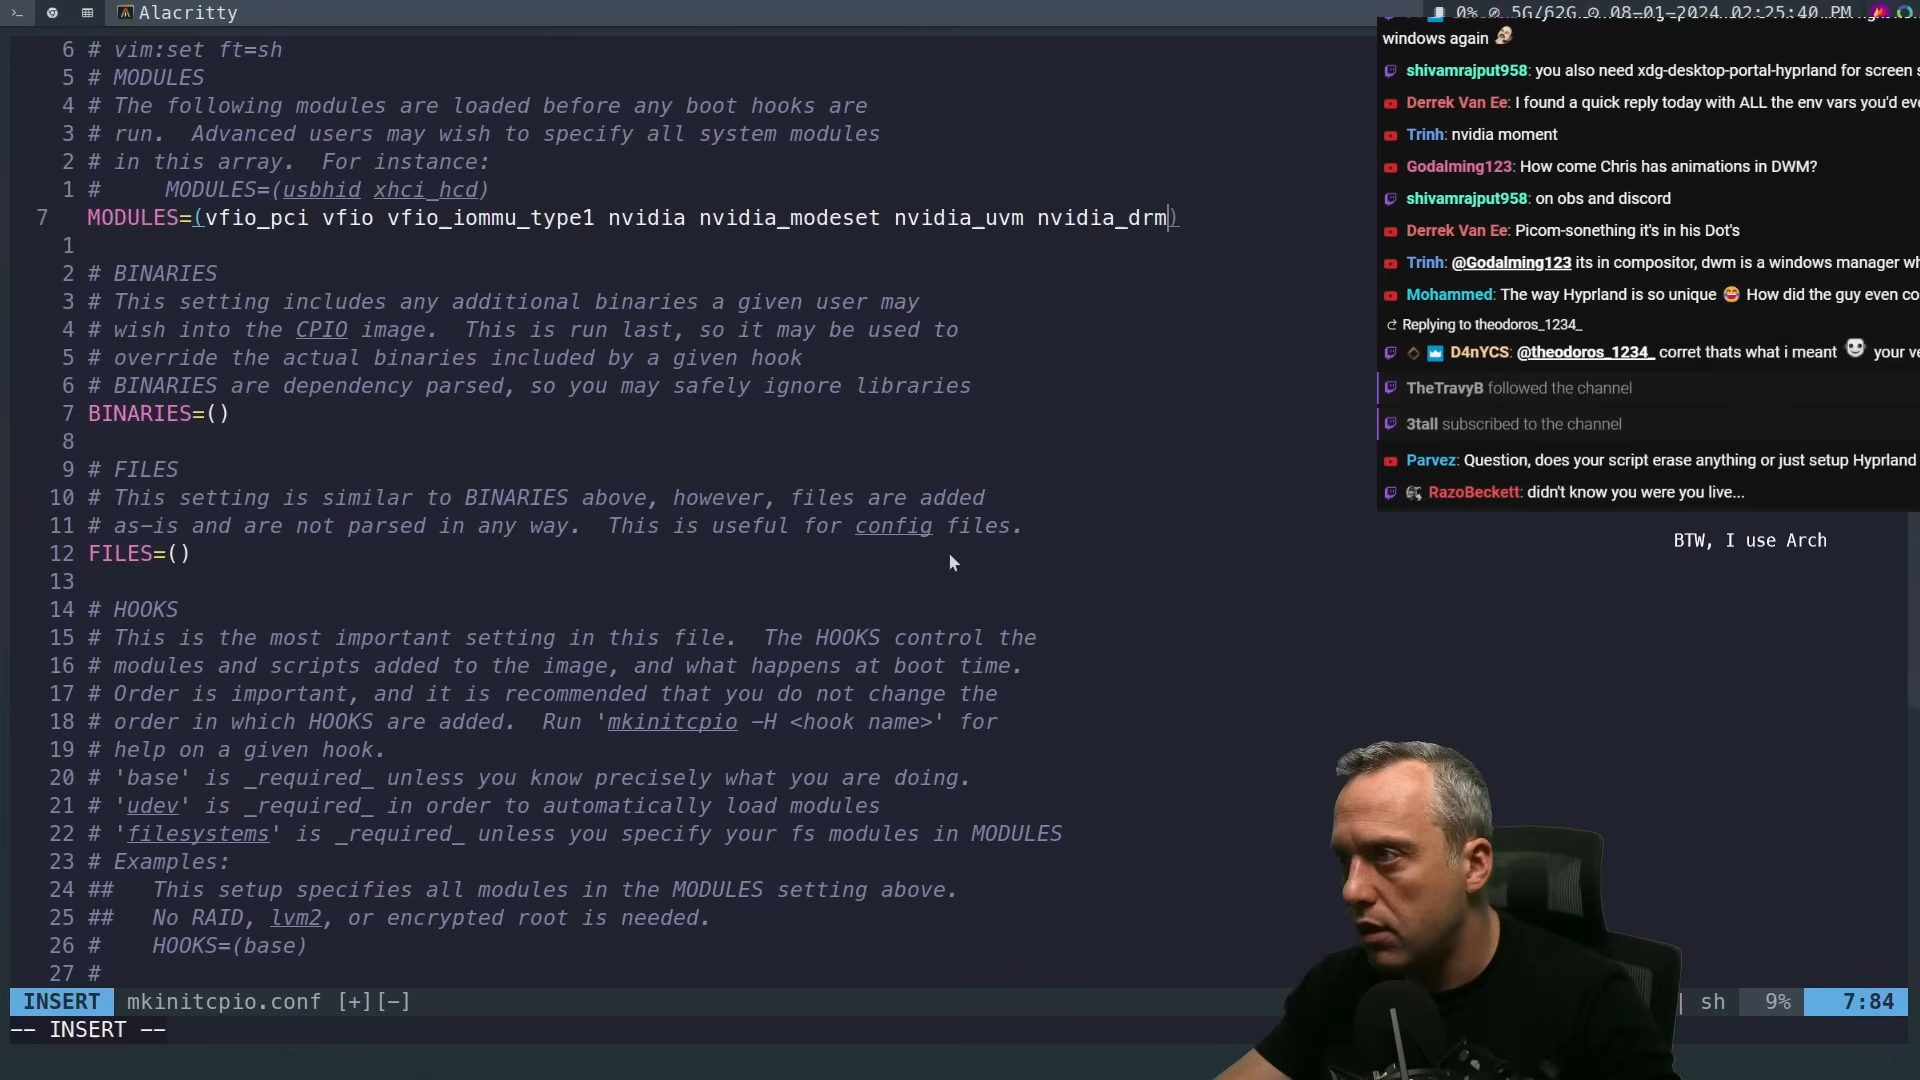 >_ Alacritty
0% 5G/62G 08-01-2024 02:25:40 PM
6 # vim:set ft=sh
5 # MODULES
4 # The following modules are loaded before any boot hooks are
3 # run.  Advanced users may wish to specify all system modules
2 # in this array.  For instance:
1 #     MODULES=(usbhid xhci_hcd)
7 MODULES=(vfio_pci vfio vfio_iommu_type1 nvidia nvidia_modeset nvidia_uvm nvidia_drm)
1
2 # BINARIES
3 # This setting includes any additional binaries a given user may
4 # wish into the CPIO image.  This is run last, so it may be used to
5 # override the actual binaries included by a given hook
6 # BINARIES are dependency parsed, so you may safely ignore libraries
7 BINARIES=()
8
9 # FILES
10 # This setting is similar to BINARIES above, however, files are added
11 # as-is and are not parsed in any way.  This is useful for config files.
12 FILES=()
13
14 # HOOKS
15 # This is the most important setting in this file.  The HOOKS control the
16 # modules and scripts added to the image, and what happens at boot time.
17 # Order is important, and it is recommended that you do not change the
18 # order in which HOOKS are added.  Run 'mkinitcpio -H <hook name>' for
19 # help on a given hook.
20 # 'base' is _required_ unless you know precisely what you are doing.
21 # 'udev' is _required_ in order to automatically load modules
22 # 'filesystems' is _required_ unless you specify your fs modules in MODULES
23 # Examples:
24 ##   This setup specifies all modules in the MODULES setting above.
25 ##   No RAID, lvm2, or encrypted root is needed.
26 #    HOOKS=(base)
27 #
INSERT mkinitcpio.conf [+][-] | sh 9% 7:84
-- INSERT --
windows again
shivamrajput958: you also need xdg-desktop-portal-hyprland for screen
Derrek Van Ee: I found a quick reply today with ALL the env vars you'd
Trinh: nvidia moment
Godalming123: How come Chris has animations in DWM?
shivamrajput958: on obs and discord
Derrek Van Ee: Picom-sonething it's in his Dot's
Trinh: @Godalming123 its in compositor, dwm is a windows manager
Mohammed: The way Hyprland is so unique 😄 How did the guy even
Replying to theodoros_1234_
D4nYCS: @theodoros_1234_ corret thats what i meant your
TheTravyB followed the channel
3tall subscribed to the channel
Parvez: Question, does your script erase anything or just setup Hyprland
RazoBeckett: didn't know you were you live...
BTW, I use Arch